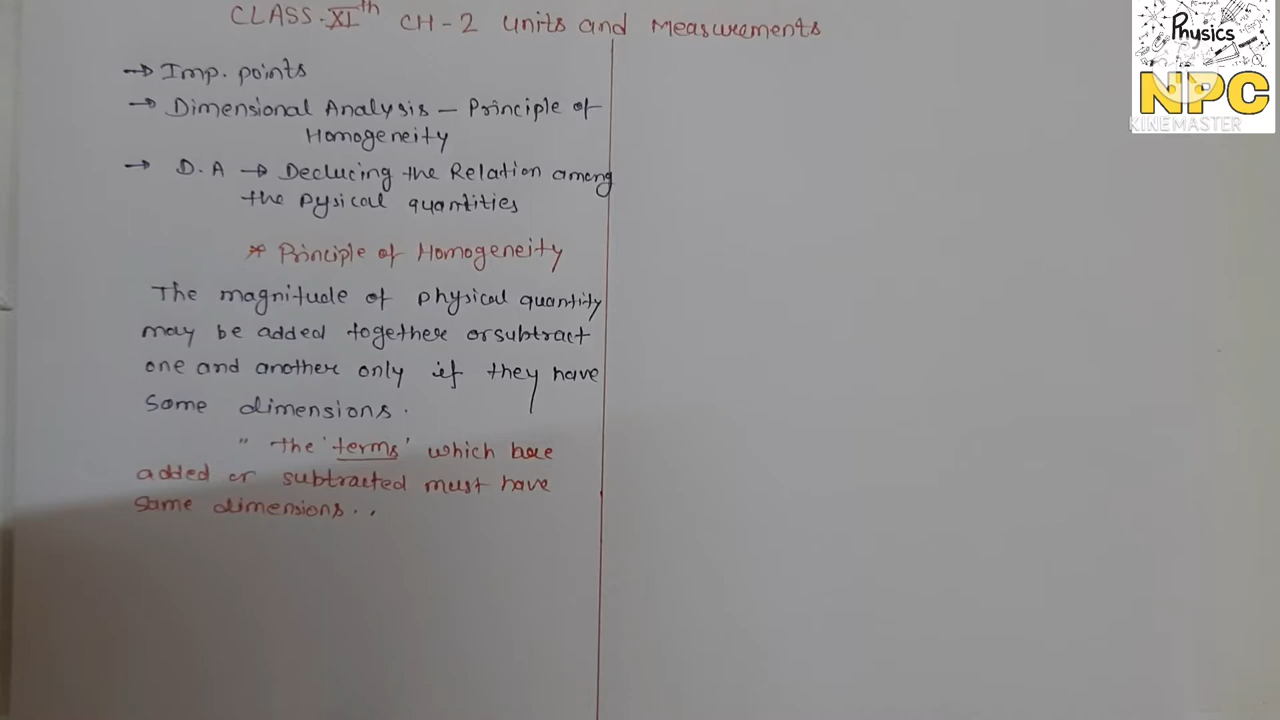 CLASS-XIth CH-2 Units and Measurements
→ Imp. points
→ Dimensional Analysis – Principle of
Homogeneity
→ D.A → Deducing the Relation among
the pysical quantities
* Principle of Homogeneity
The magnitude of physical quantity
may be added together or subtract
one and another only if they have
Same dimensions.
" the 'terms' which
added or subtracted must have
Same dimensions..
Physics
NPC
KINEMASTER